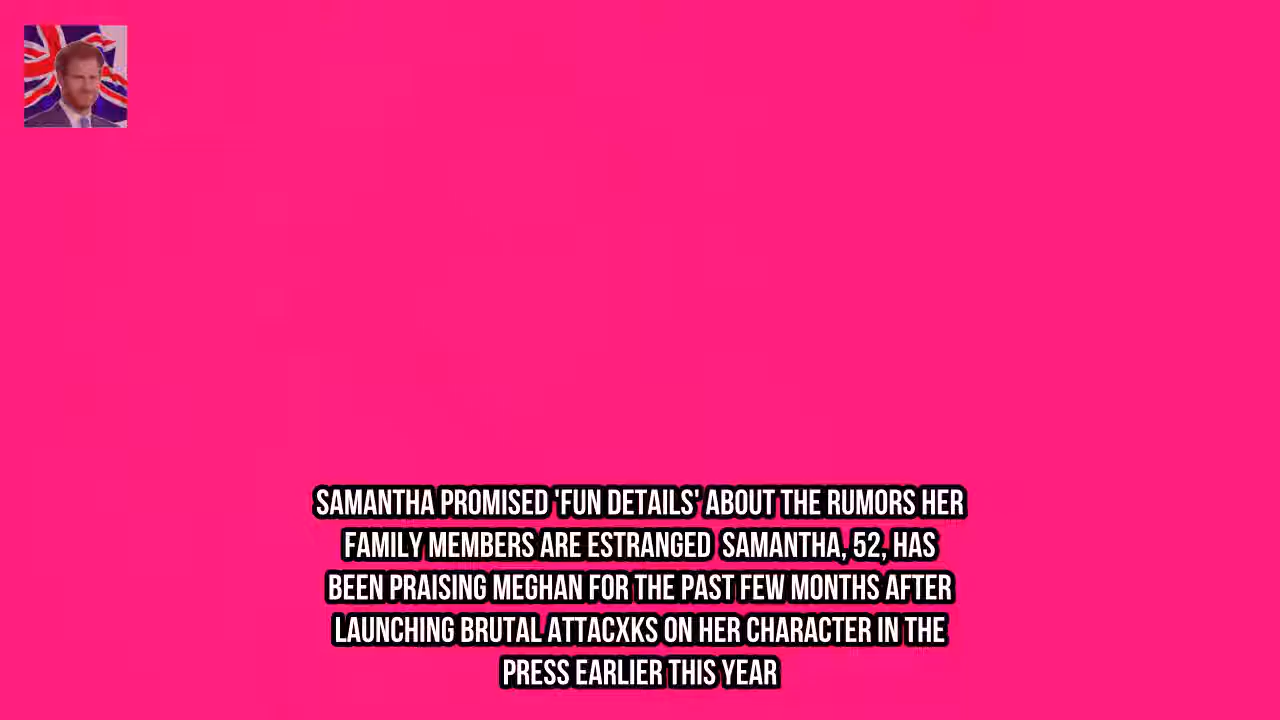 SAMANTHA PROMISED 'FUN DETAILS' ABOUT THE RUMORS HER
FAMILY MEMBERS ARE ESTRANGED  SAMANTHA, 52, HAS
BEEN PRAISING MEGHAN FOR THE PAST FEW MONTHS AFTER
LAUNCHING BRUTAL ATTACXKS ON HER CHARACTER IN THE
PRESS EARLIER THIS YEAR